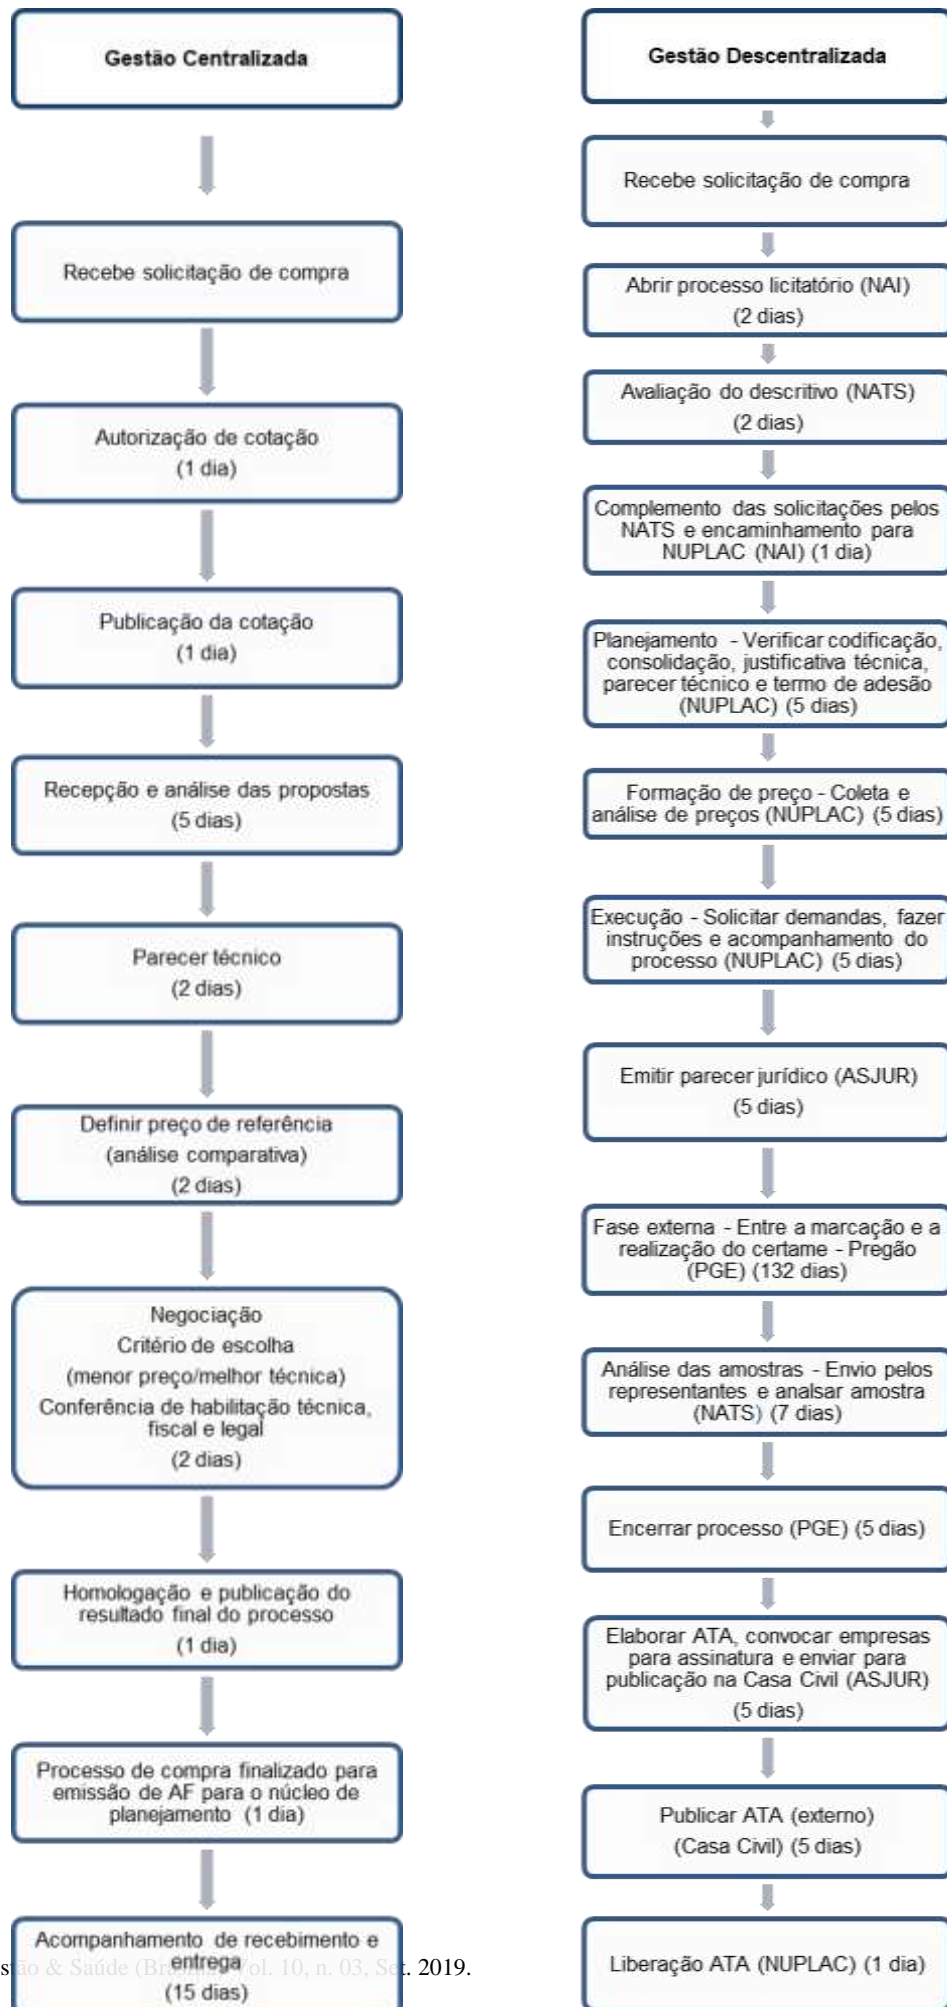 Gestão Centralizada
Recebe solicitação de compra
Autorização de cotação
(1 dia)
Publicação da cotação
(1 dia)
Recepção e análise das propostas
(5 dias)
Parecer técnico
(2 dias)
Definir preço de referência
(análise comparativa)
(2 dias)
Negociação
Critério de escolha
(menor preço/melhor técnica)
Conferência de habilitação técnica,
fiscal e legal
(2 dias)
Homologação e publicação do
resultado final do processo
(1 dia)
Processo de compra finalizado para
emissão de AF para o núcleo de
planejamento (1 dia)
Acompanhamento de recebimento e
entrega
(15 dias)
Gestão Descentralizada
Recebe solicitação de compra
Abrir processo licitatório (NAI)
(2 dias)
Avaliação do descritivo (NATS)
(2 dias)
Complemento das solicitações pelos
NATS e encaminhamento para
NUPLAC (NAI) (1 dia)
Planejamento - Verificar codificação,
consolidação, justificativa técnica,
parecer técnico e termo de adesão
(NUPLAC) (5 dias)
Formação de preço - Coleta e
análise de preços (NUPLAC) (5 dias)
Execução - Solicitar demandas, fazer
instruções e acompanhamento do
processo (NUPLAC) (5 dias)
Emitir parecer jurídico (ASJUR)
(5 dias)
Fase externa - Entre a marcação e a
realização do certame - Pregão
(PGE) (132 dias)
Análise das amostras - Envio pelos
representantes e analsar amostra
(NATS) (7 dias)
Encerrar processo (PGE) (5 dias)
Elaborar ATA, convocar empresas
para assinatura e enviar para
publicação na Casa Civil (ASJUR)
(5 dias)
Publicar ATA (externo)
(Casa Civil) (5 dias)
Liberação ATA (NUPLAC) (1 dia)
& Saúde Vol. 10, n. 03, Set. 2019.